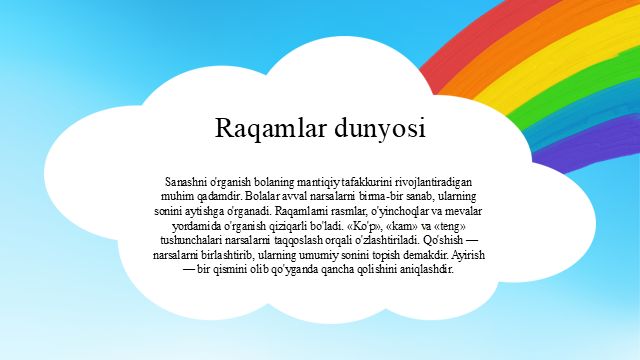 Raqamlar dunyosi
Sanashni o'rganish bolaning mantiqiy tafakkurini rivojlantiradigan
muhim qadamdir. Bolalar avval narsalarni birma-bir sanab, ularning
sonini aytishga o'rganadi. Raqamlarni rasmlar, o'yinchoqlar va mevalar
yordamida o'rganish qiziqarli bo'ladi. «Ko'p», «kam» va «teng»
tushunchalari narsalarni taqqoslash orqali o'zlashtiriladi. Qo'shish —
narsalarni birlashtirib, ularning umumiy sonini topish demakdir. Ayirish
— bir qismini olib qo'yganda qancha qolishini aniqlashdir.